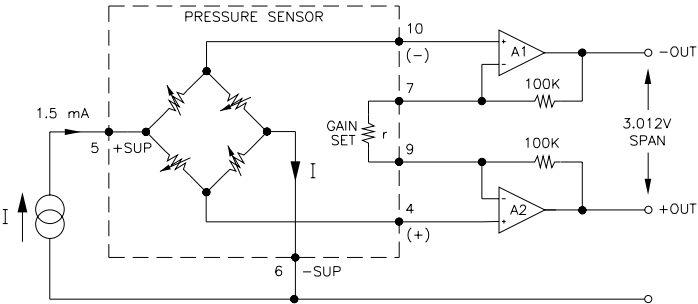 PRESSURE SENSOR
10
(−)
A1
+
−
−OUT
7
100K
1.5 mA
GAIN
SET
r
3.012V
SPAN
5
+SUP
9
100K
I
I
4
(+)
−
+
A2
+OUT
6
−SUP